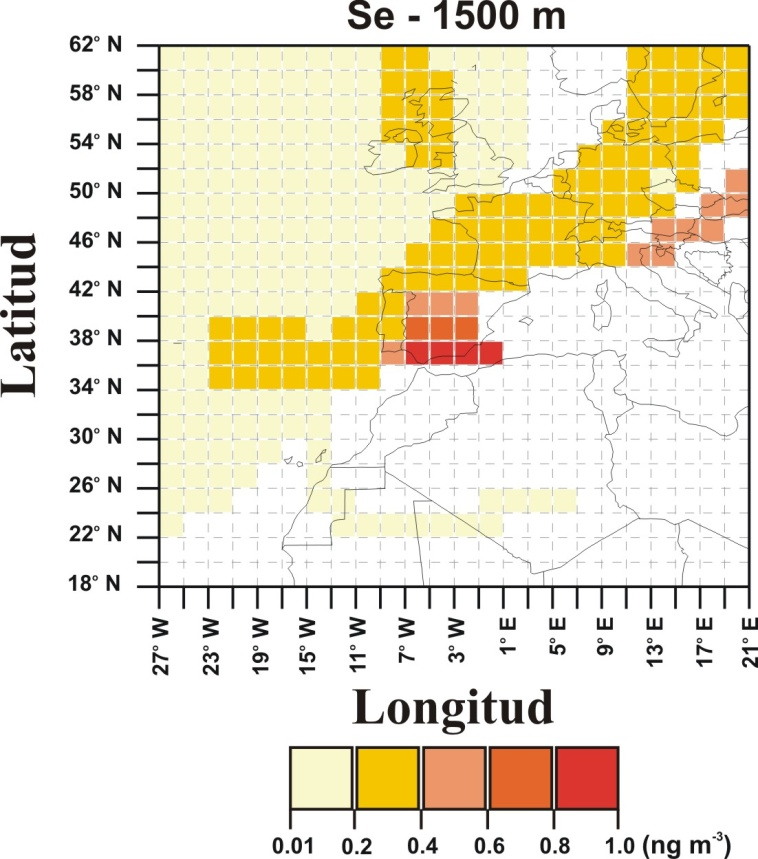 Se - 1500 m
62° N
58° N
54° N
50° N
46° N
42° N
38° N
34° N
30° N
26° N
22° N
18° N
Latitud
27° W 23° W 19° W 15° W 11° W 7° W 3° W 1° E 5° E 9° E 13° E 17° E 21° E
Longitud
0.01 0.2 0.4 0.6 0.8 1.0 (ng m⁻³)